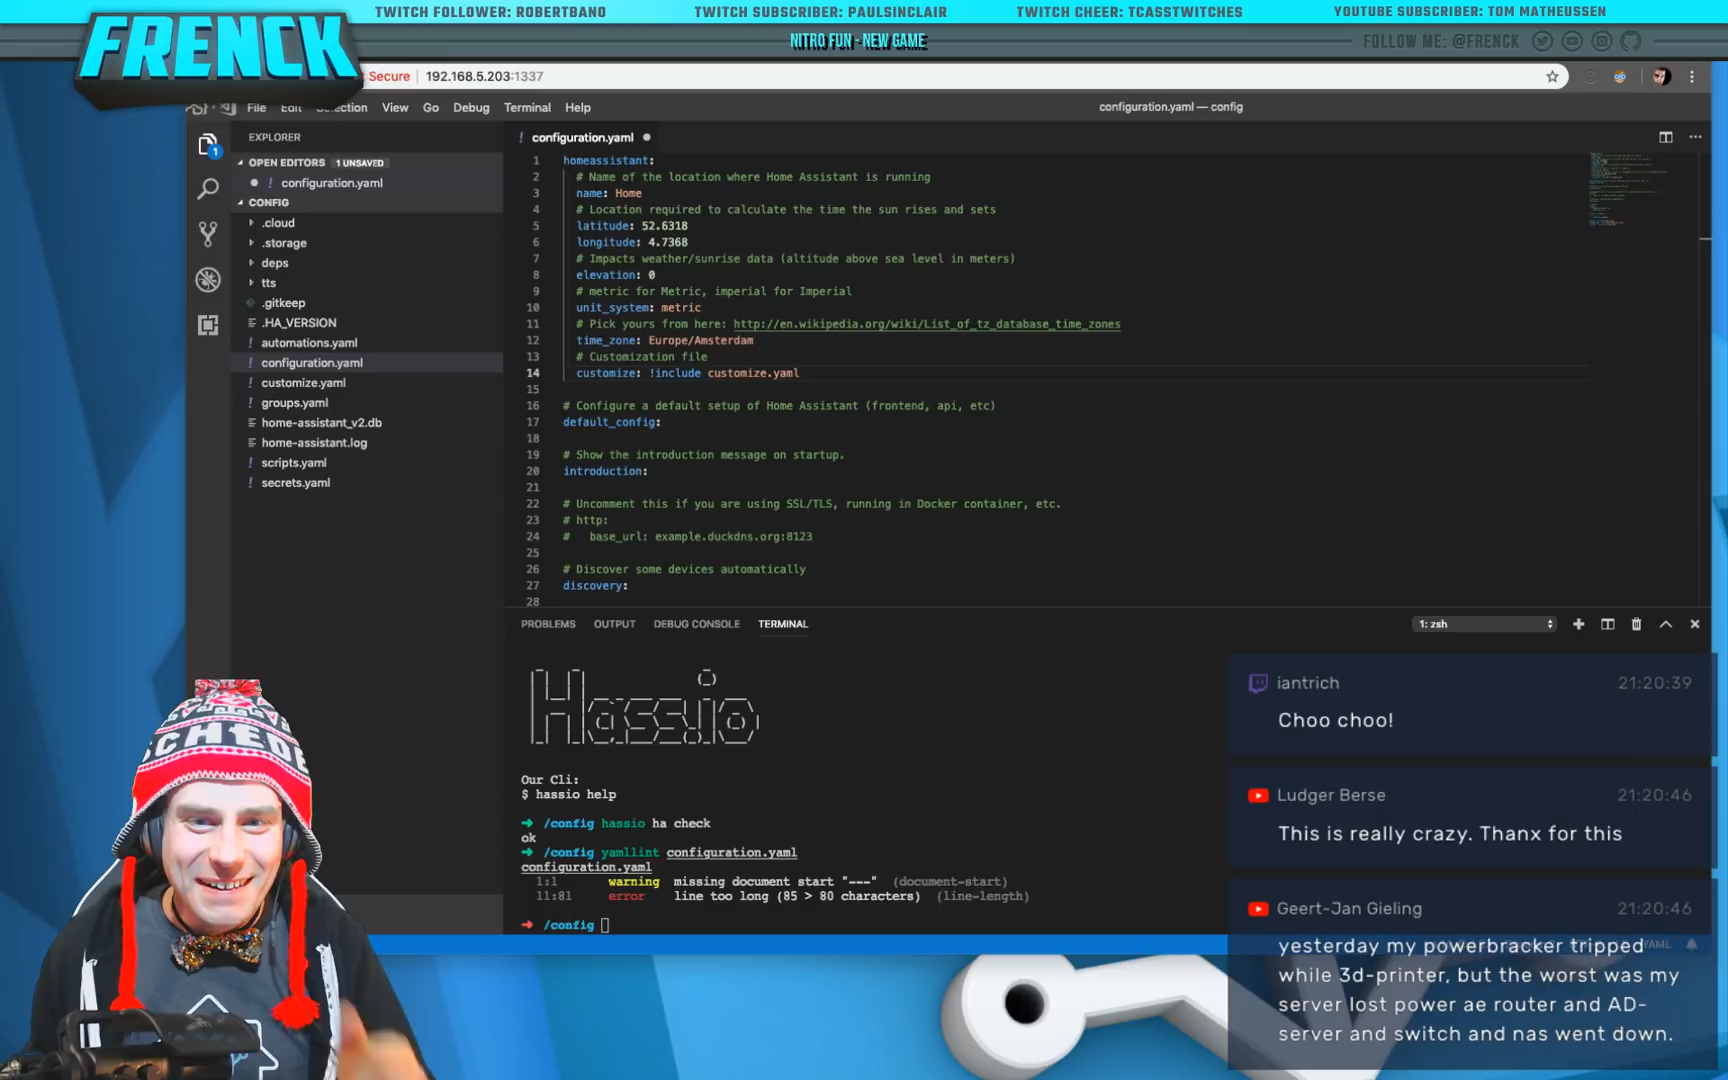 TWITCH FOLLOWER: ROBERTBANO
TWITCH SUBSCRIBER: PAULSINCLAIR
TWITCH CHEER: TCASSTWITCHES
YOUTUBE SUBSCRIBER: TOM MATHEUSSEN
FRENCK
NITRO FUN - NEW GAME
FOLLOW ME: @FRENCK
Secure | 192.168.5.203:1337
File Edit Selection View Go Debug Terminal Help
configuration.yaml — config
EXPLORER
OPEN EDITORS 1 UNSAVED
configuration.yaml
CONFIG
.cloud
.storage
deps
tts
.gitkeep
.HA_VERSION
automations.yaml
configuration.yaml
customize.yaml
groups.yaml
home-assistant_v2.db
home-assistant.log
scripts.yaml
secrets.yaml
1
! configuration.yaml
1 homeassistant:
2 # Name of the location where Home Assistant is running
3 name: Home
4 # Location required to calculate the time the sun rises and sets
5 latitude: 52.6318
6 longitude: 4.7368
7 # Impacts weather/sunrise data (altitude above sea level in meters)
8 elevation: 0
9 # metric for Metric, imperial for Imperial
10 unit_system: metric
11 # Pick yours from here: http://en.wikipedia.org/wiki/List_of_tz_database_time_zones
12 time_zone: Europe/Amsterdam
13 # Customization file
14 customize: !include customize.yaml
15
16 # Configure a default setup of Home Assistant (frontend, api, etc)
17 default_config:
18
19 # Show the introduction message on startup.
20 introduction:
21
22 # Uncomment this if you are using SSL/TLS, running in Docker container, etc.
23 # http:
24 #   base_url: example.duckdns.org:8123
25
26 # Discover some devices automatically
27 discovery:
28
PROBLEMS OUTPUT DEBUG CONSOLE TERMINAL
1: zsh
Hass.io
Our Cli:
$ hassio help
➜ /config hassio ha check
ok
➜ /config yamllint configuration.yaml
configuration.yaml
1:1 warning missing document start "---" (document-start)
11:81 error line too long (85 > 80 characters) (line-length)
➜ /config
SCHEDE
iantrich 21:20:39
Choo choo!
Ludger Berse 21:20:46
This is really crazy. Thanx for this
Geert-Jan Gieling 21:20:46
yesterday my powerbracker tripped
while 3d-printer, but the worst was my
server lost power ae router and AD-
server and switch and nas went down.
YAML